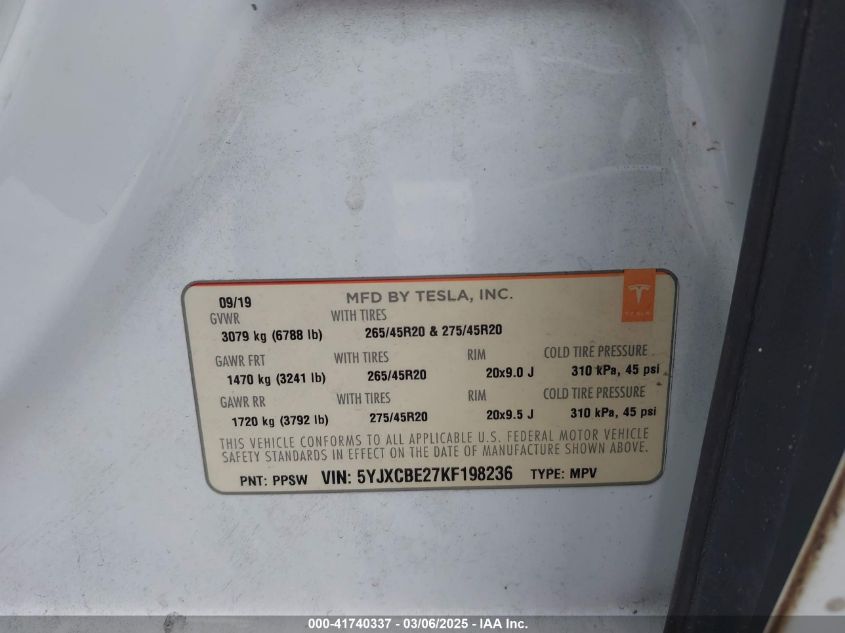 09/19 MFD BY TESLA, INC.
GVWR WITH TIRES
3079 kg (6788 lb) 265/45R20 & 275/45R20
GAWR FRT WITH TIRES RIM COLD TIRE PRESSURE
1470 kg (3241 lb) 265/45R20 20x9.0 J 310 kPa, 45 psi
GAWR RR WITH TIRES RIM COLD TIRE PRESSURE
1720 kg (3792 lb) 275/45R20 20x9.5 J 310 kPa, 45 psi
THIS VEHICLE CONFORMS TO ALL APPLICABLE U.S. FEDERAL MOTOR VEHICLE
SAFETY STANDARDS IN EFFECT ON THE DATE OF MANUFACTURE SHOWN ABOVE.
PNT: PPSW VIN: 5YJXCBE27KF198236 TYPE: MPV
TESLA
000-41740337 - 03/06/2025 - IAA Inc.